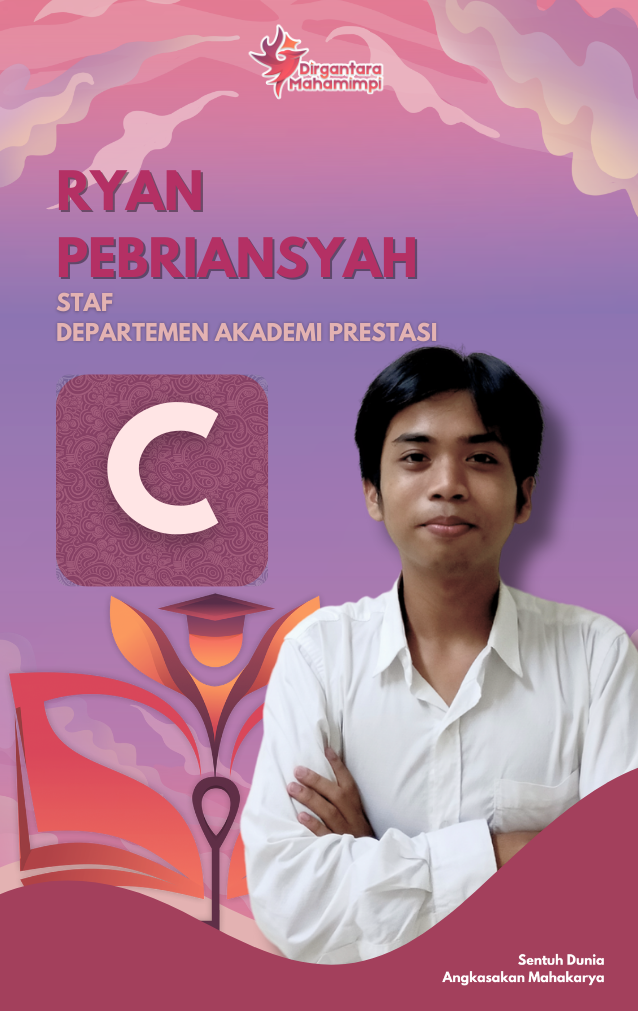 Dirgantara
Mahamimpi
RYAN
PEBRIANSYAH
STAF
DEPARTEMEN AKADEMI PRESTASI
C
Sentuh Dunia
Angkasakan Mahakarya